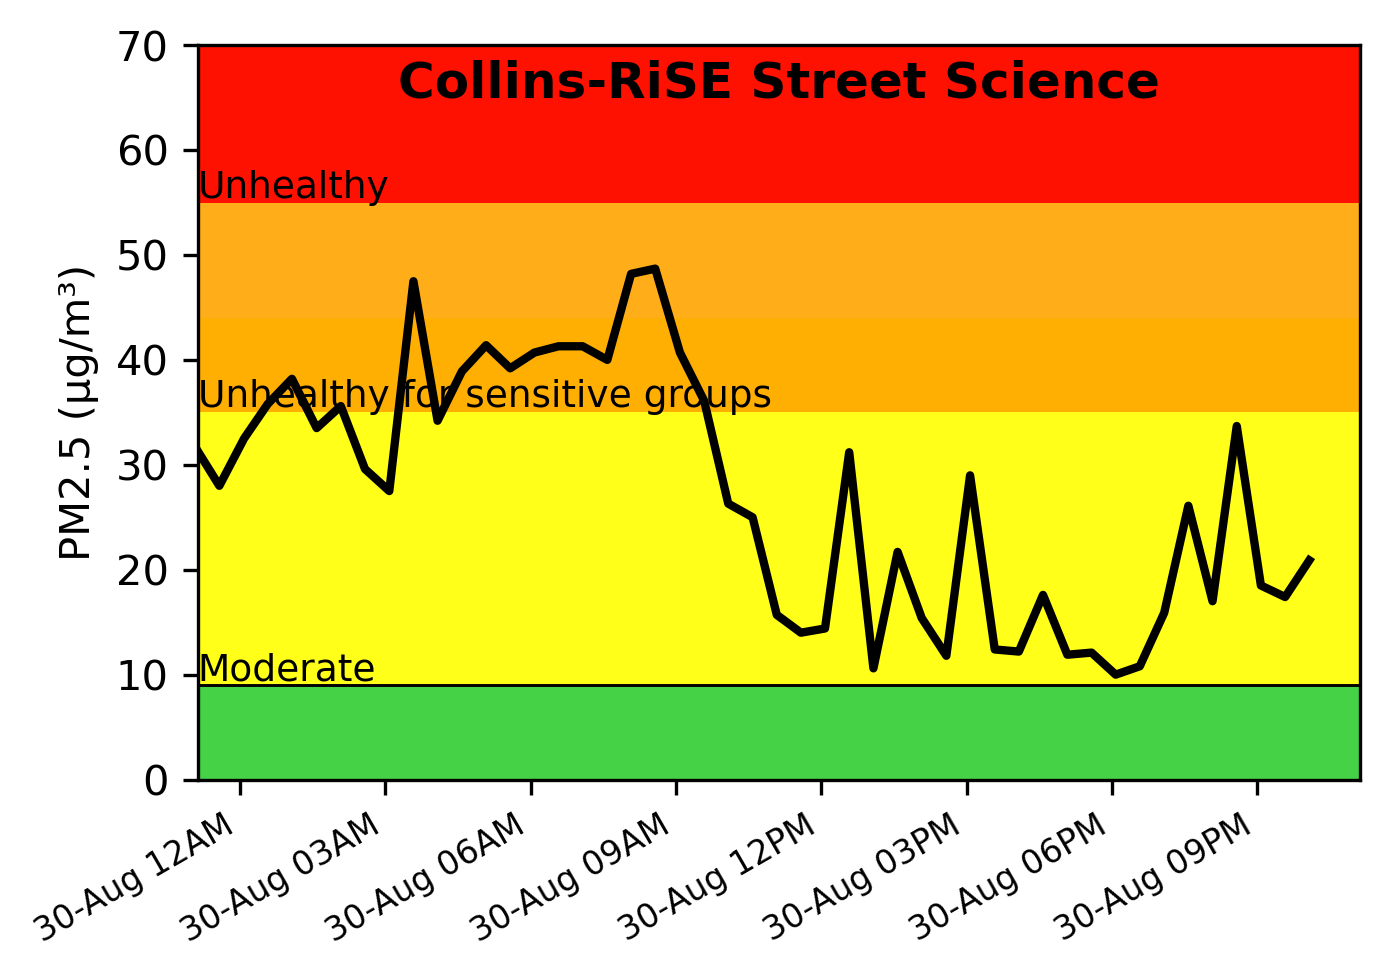 Collins-RiSE Street Science
PM2.5 (µg/m³)
70
60
50
40
30
20
10
0
Unhealthy
Unhealthy for sensitive groups
Moderate
30-Aug 12AM
30-Aug 03AM
30-Aug 06AM
30-Aug 09AM
30-Aug 12PM
30-Aug 03PM
30-Aug 06PM
30-Aug 09PM